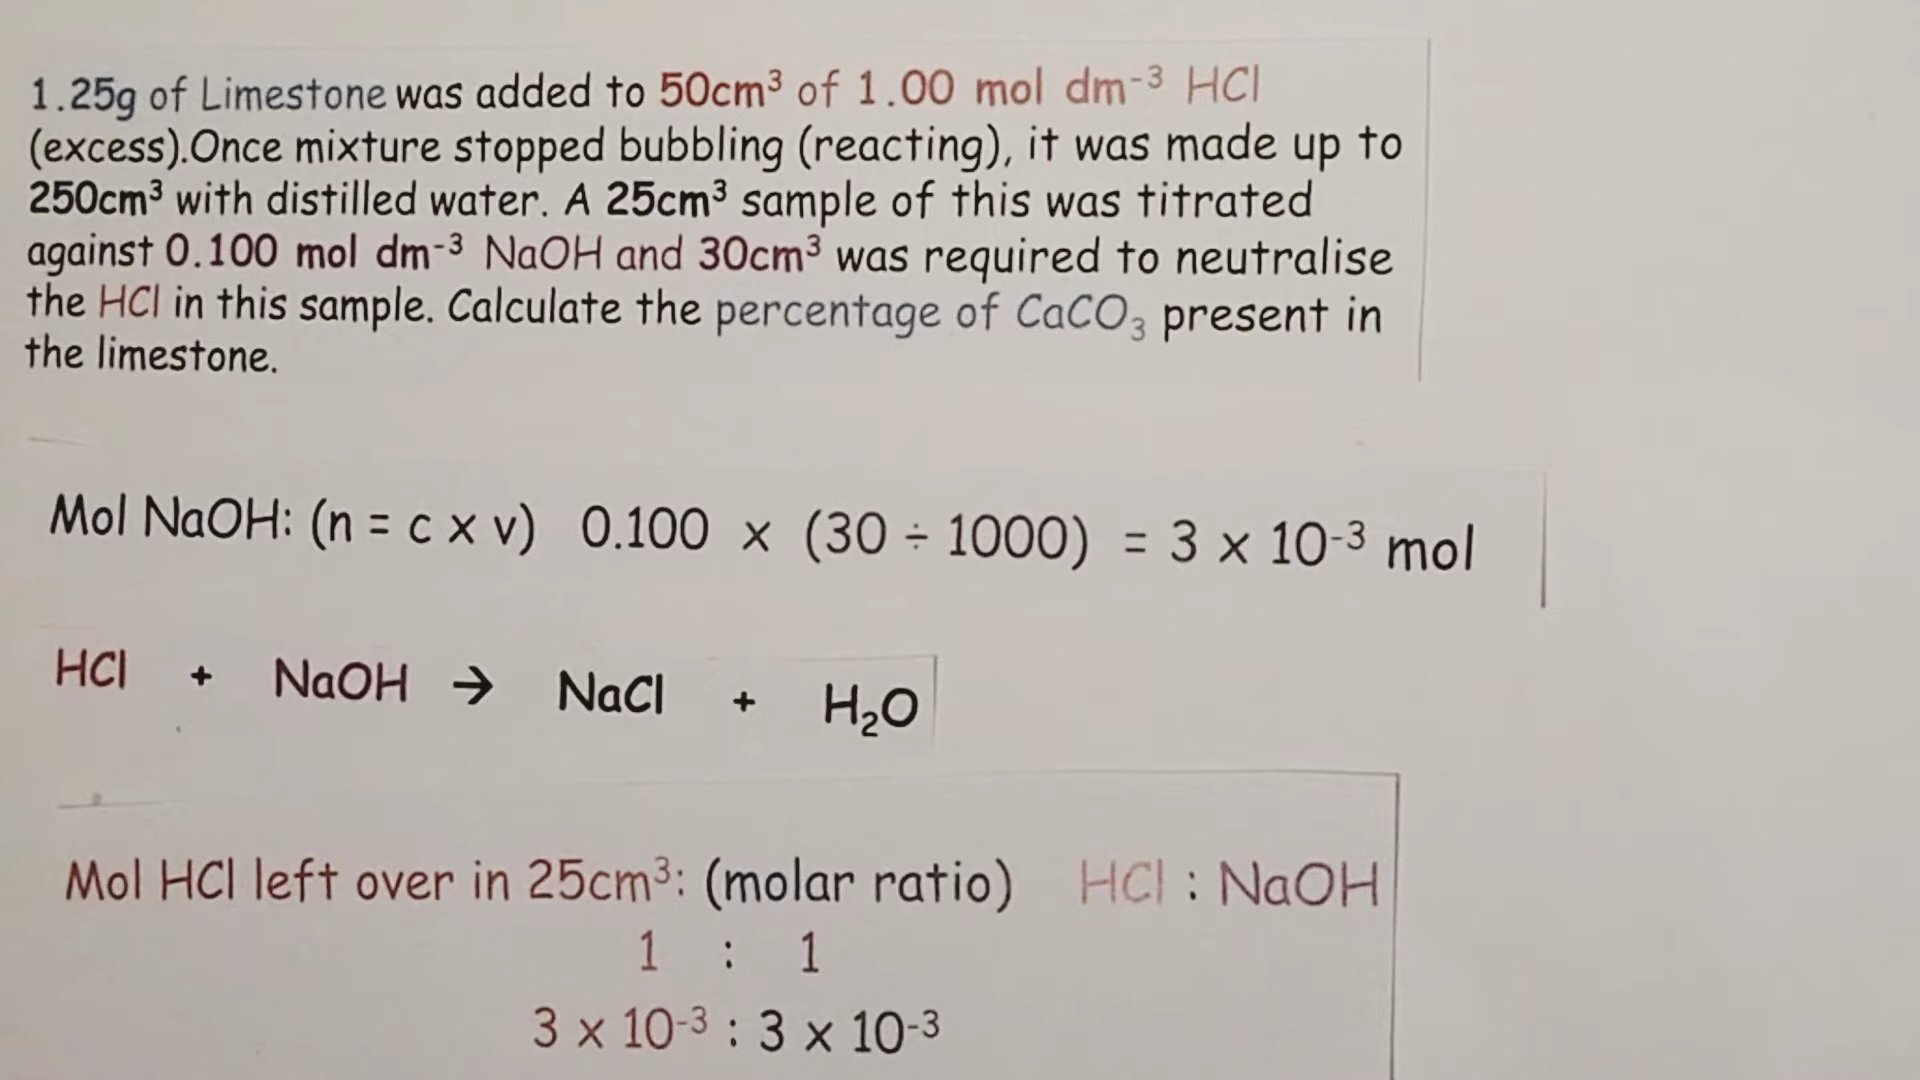 1.25g of Limestone was added to 50cm³ of 1.00 mol dm⁻³ HCl
(excess).Once mixture stopped bubbling (reacting), it was made up to
250cm³ with distilled water. A 25cm³ sample of this was titrated
against 0.100 mol dm⁻³ NaOH and 30cm³ was required to neutralise
the HCl in this sample. Calculate the percentage of CaCO₃ present in
the limestone.
Mol NaOH: (n = c x v) 0.100 x (30 ÷ 1000) = 3 x 10⁻³ mol
HCl + NaOH → NaCl + H₂O
Mol HCl left over in 25cm³: (molar ratio) HCl : NaOH
1 : 1
3 x 10⁻³ : 3 x 10⁻³